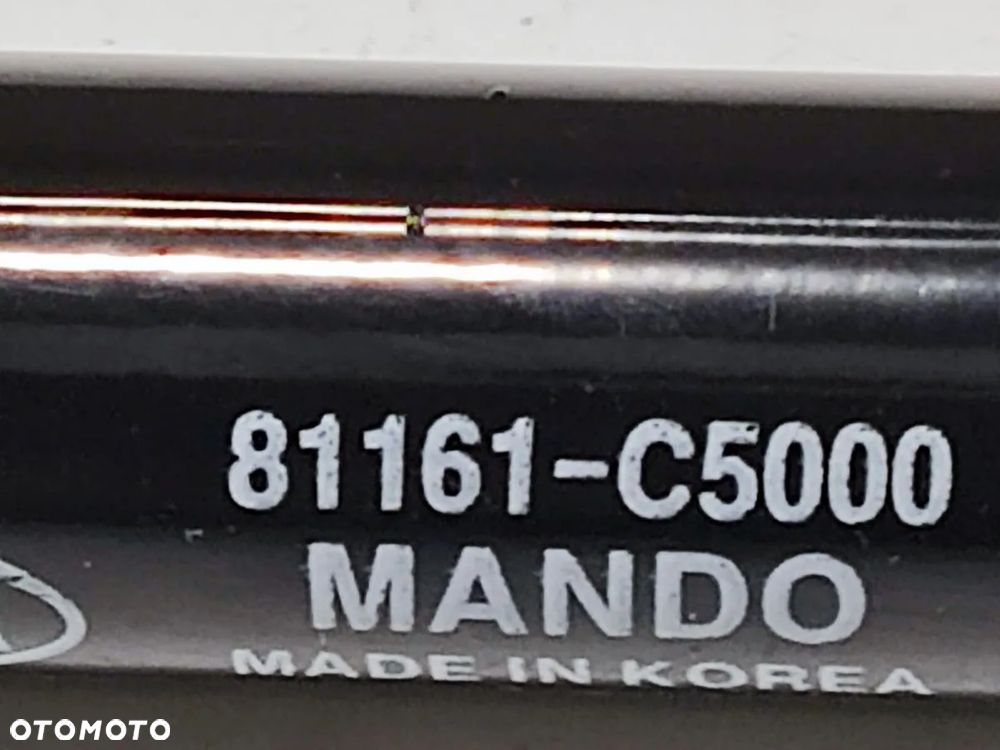 81161-C5000
MANDO
MADE IN KOREA
OTOMOTO